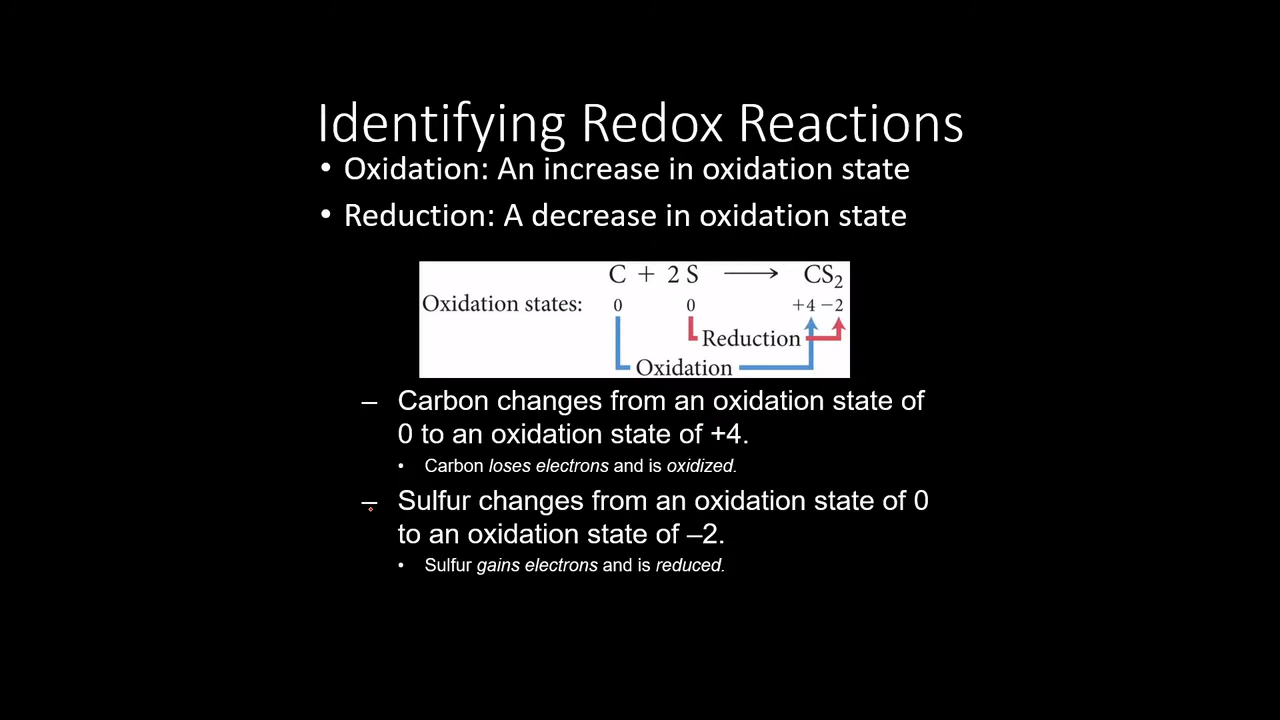 Identifying Redox Reactions
• Oxidation: An increase in oxidation state
• Reduction: A decrease in oxidation state
C + 2 S ⟶ CS₂
Oxidation states: 0 0 +4 −2
Reduction
Oxidation
– Carbon changes from an oxidation state of
0 to an oxidation state of +4.
• Carbon loses electrons and is oxidized.
– Sulfur changes from an oxidation state of 0
to an oxidation state of –2.
• Sulfur gains electrons and is reduced.